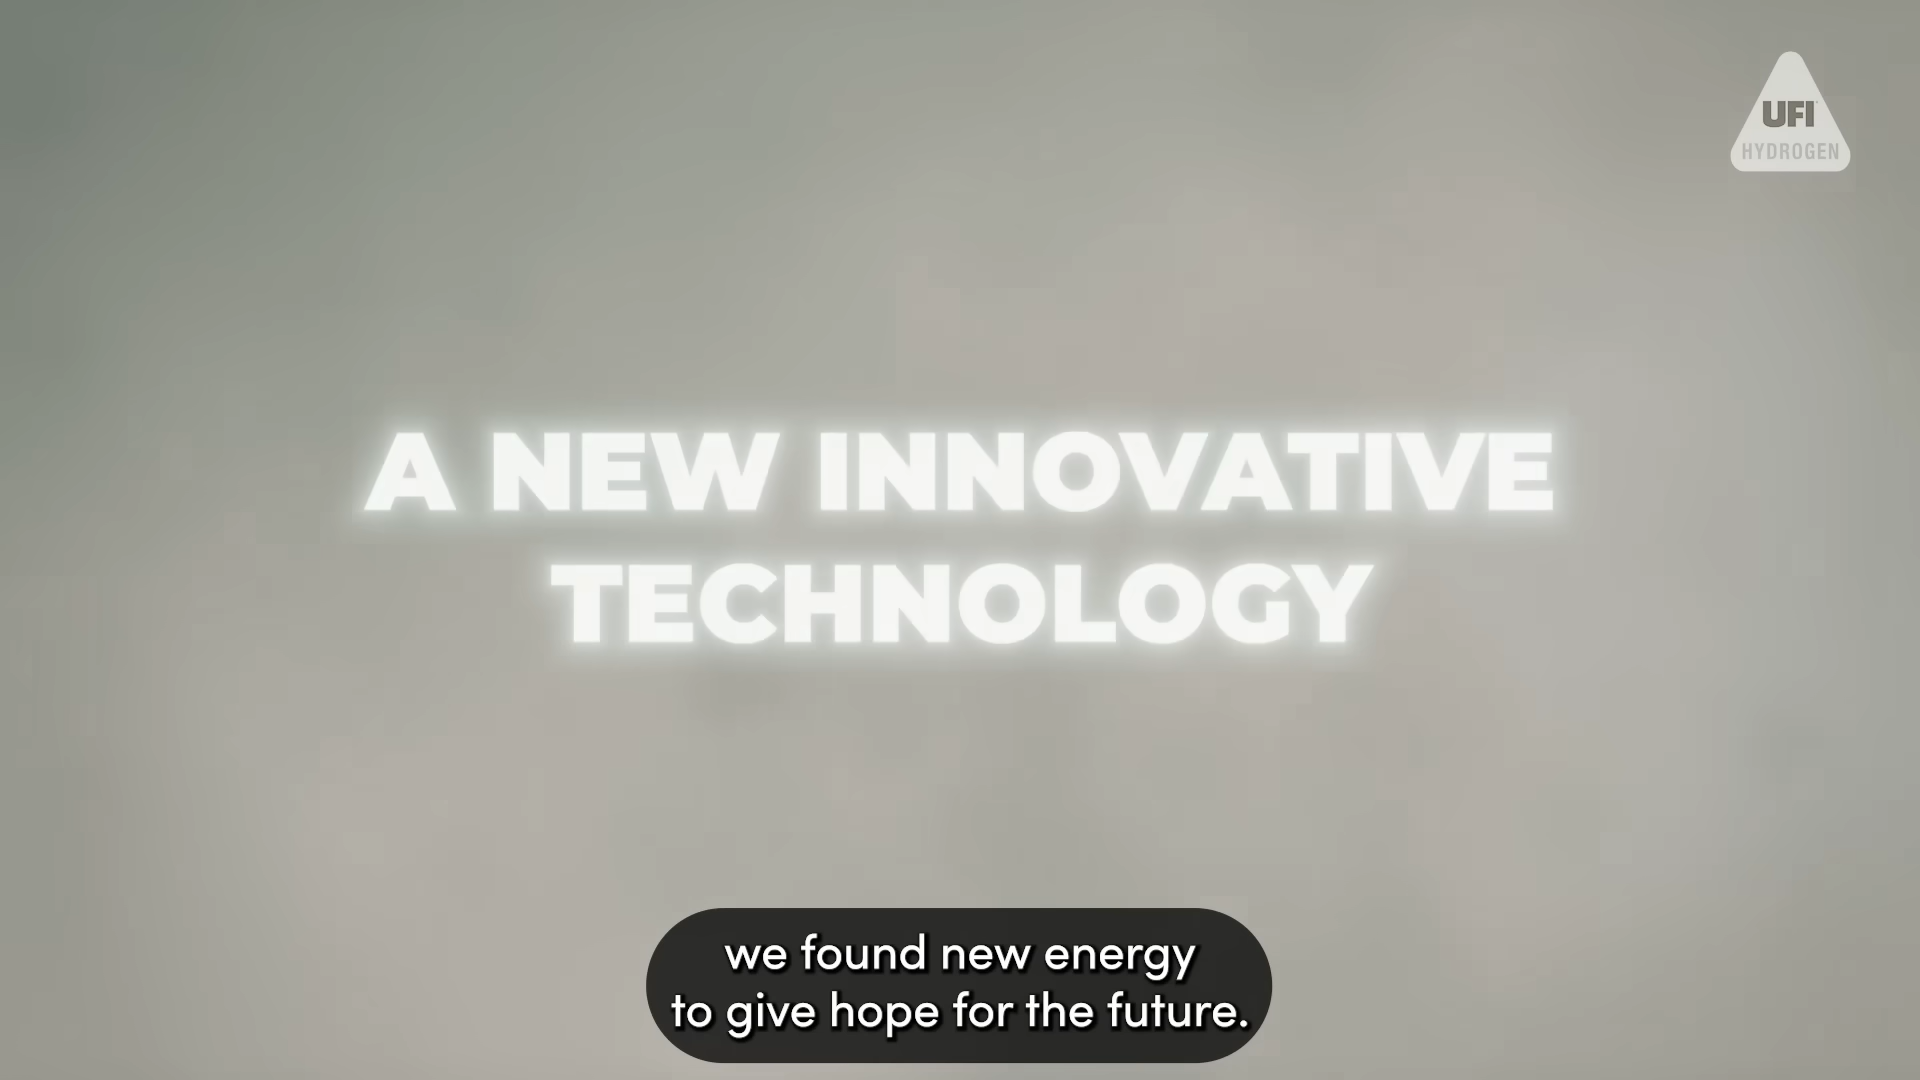 UFI
HYDROGEN
A NEW INNOVATIVE
TECHNOLOGY
we found new energy
to give hope for the future.